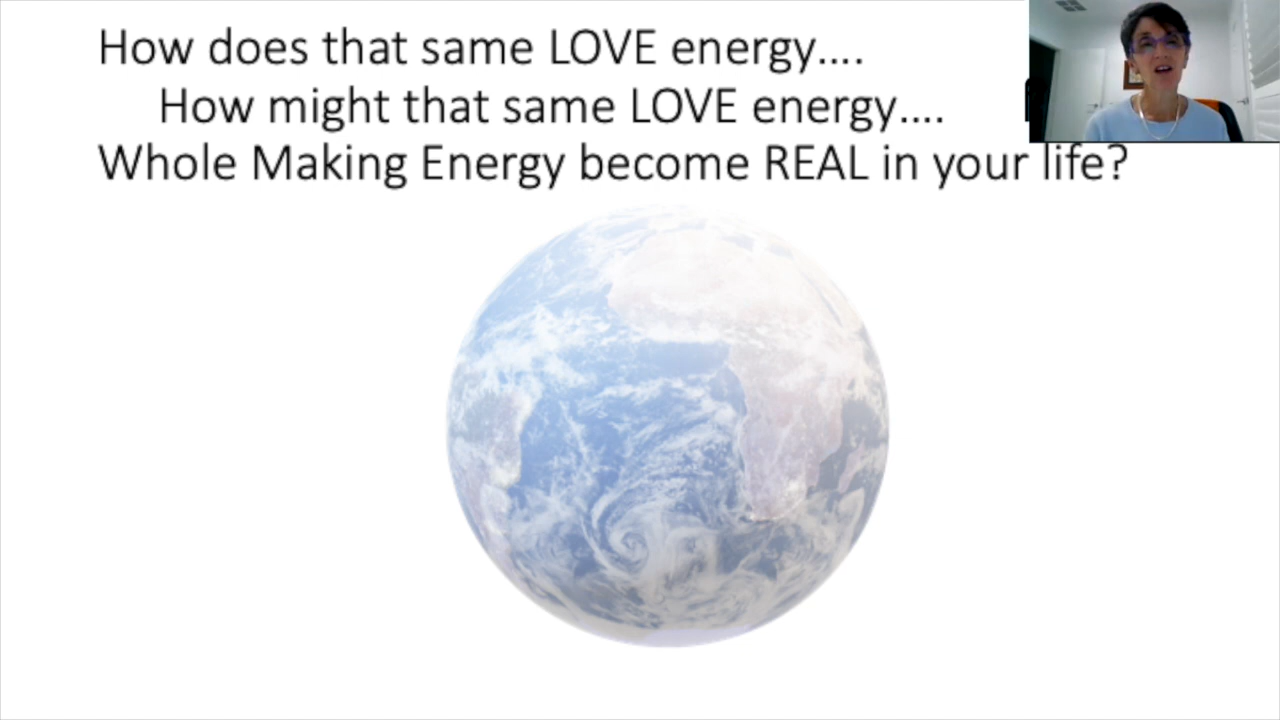 How does that same LOVE energy....
How might that same LOVE energy....
Whole Making Energy become REAL in your life?